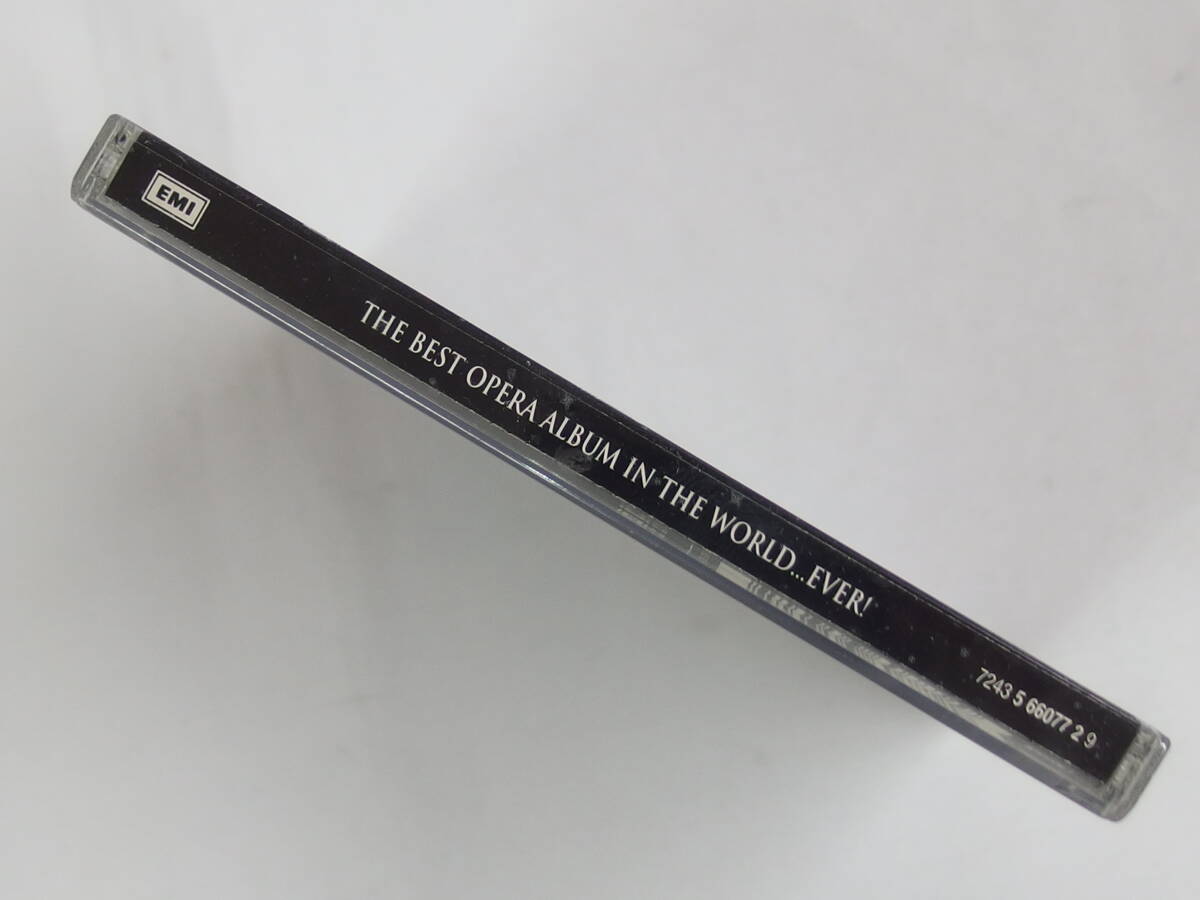 EMI
THE BEST OPERA ALBUM IN THE WORLD...EVER!
7243 5 66077 2 9